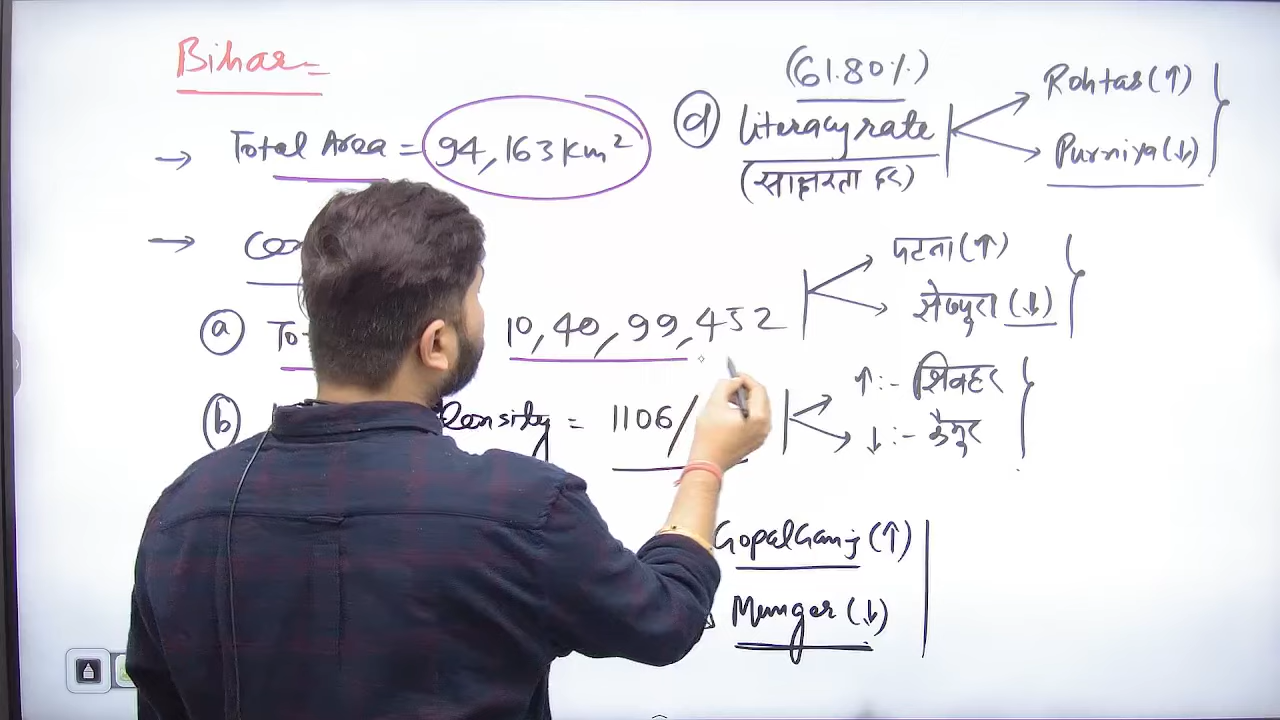 Bihar
→ Total Area = 94,163 Km²
→
(a) 10,40,99,452
पटना (↑)
शेखपुरा (↓)
(b) Density = 1106/
↑ :- शिवहर
↓ :- कैमूर
GopalGanj (↑)
Munger (↓)
(61.80%)
(d) Literacy rate
(साक्षरता दर)
Rohtas (↑)
Purniya (↓)